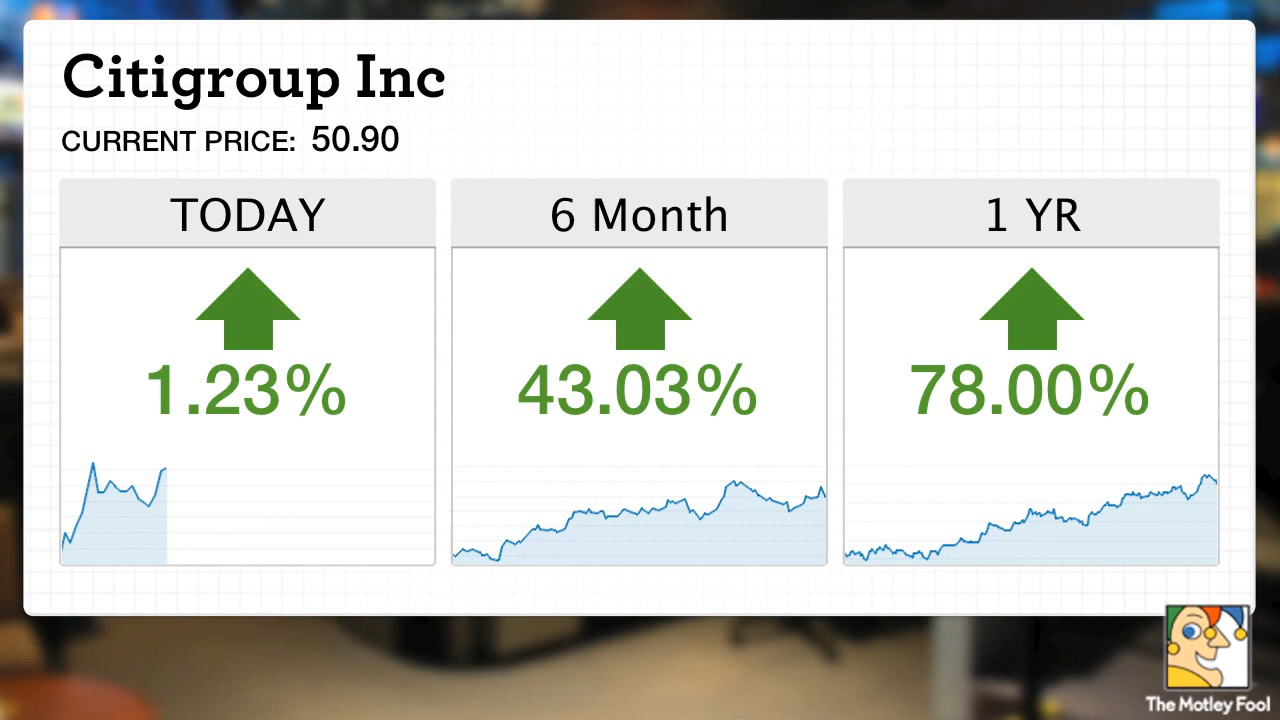 Citigroup Inc
CURRENT PRICE: 50.90
TODAY
6 Month
1 YR
1.23%
43.03%
78.00%
The Motley Fool